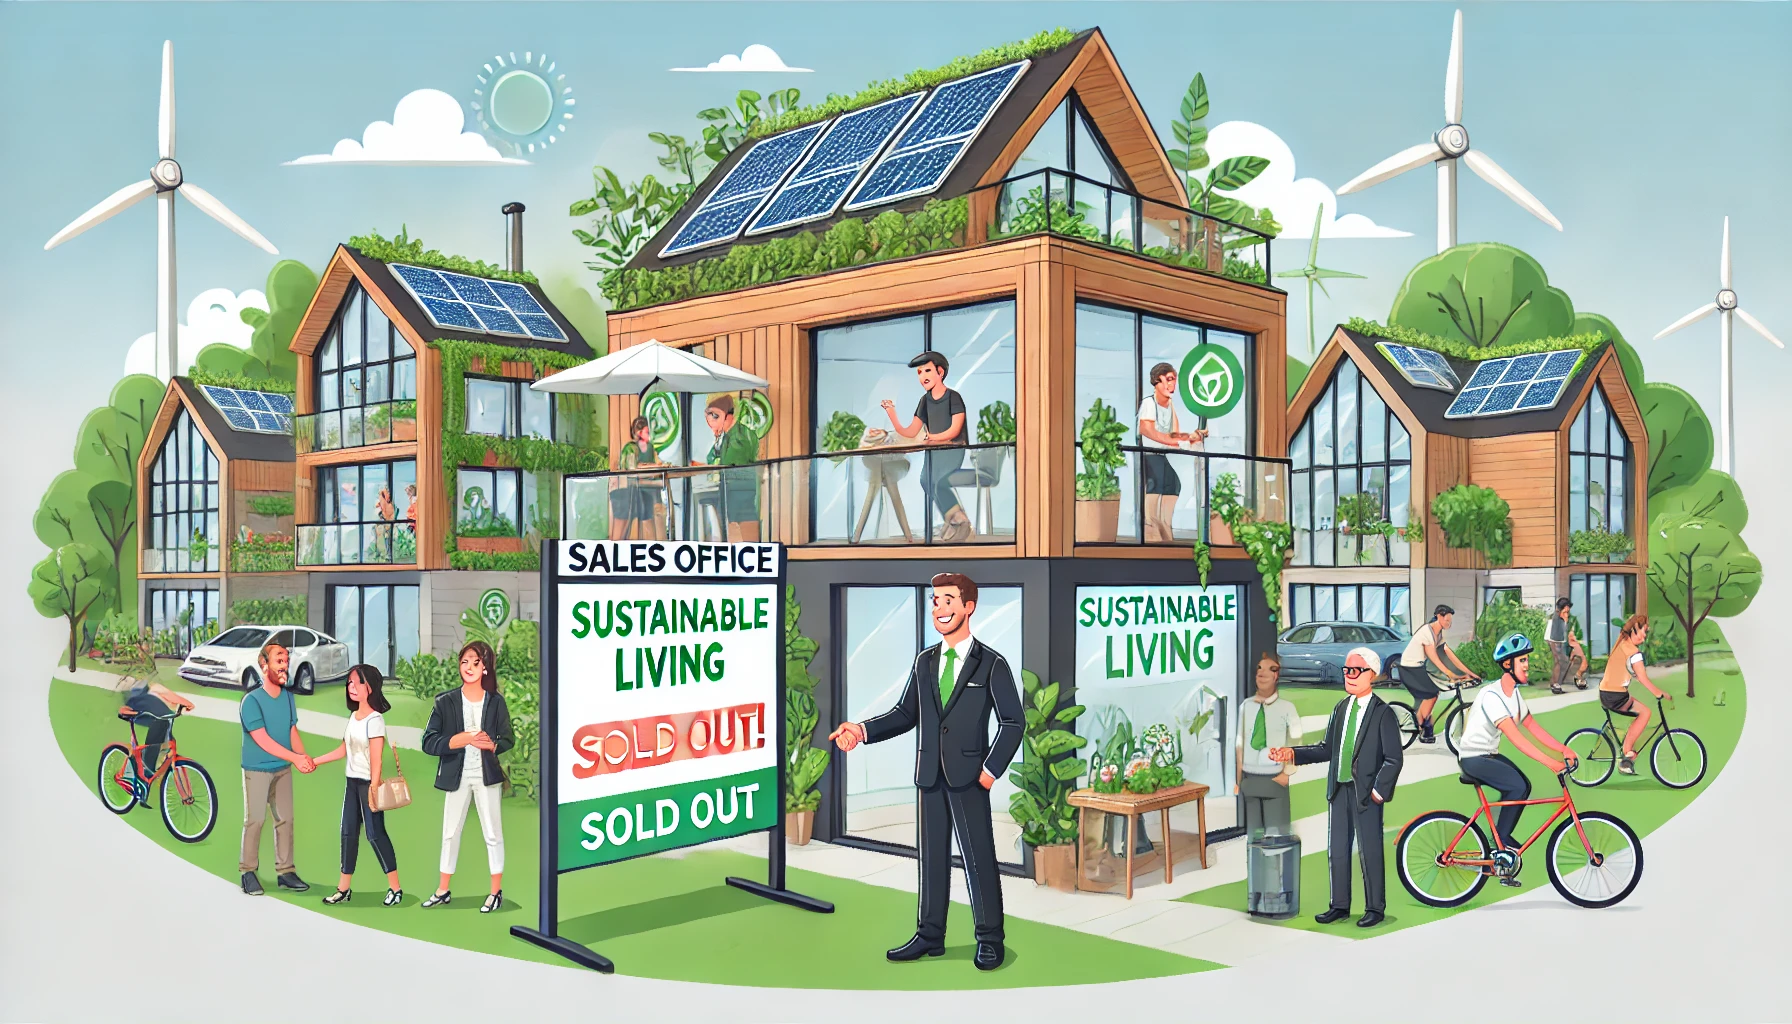 SALES OFFICE
SUSTAINABLE
LIVING
SOLD OUT!
SOLD OUT
SUSTAINABLE
LIVING